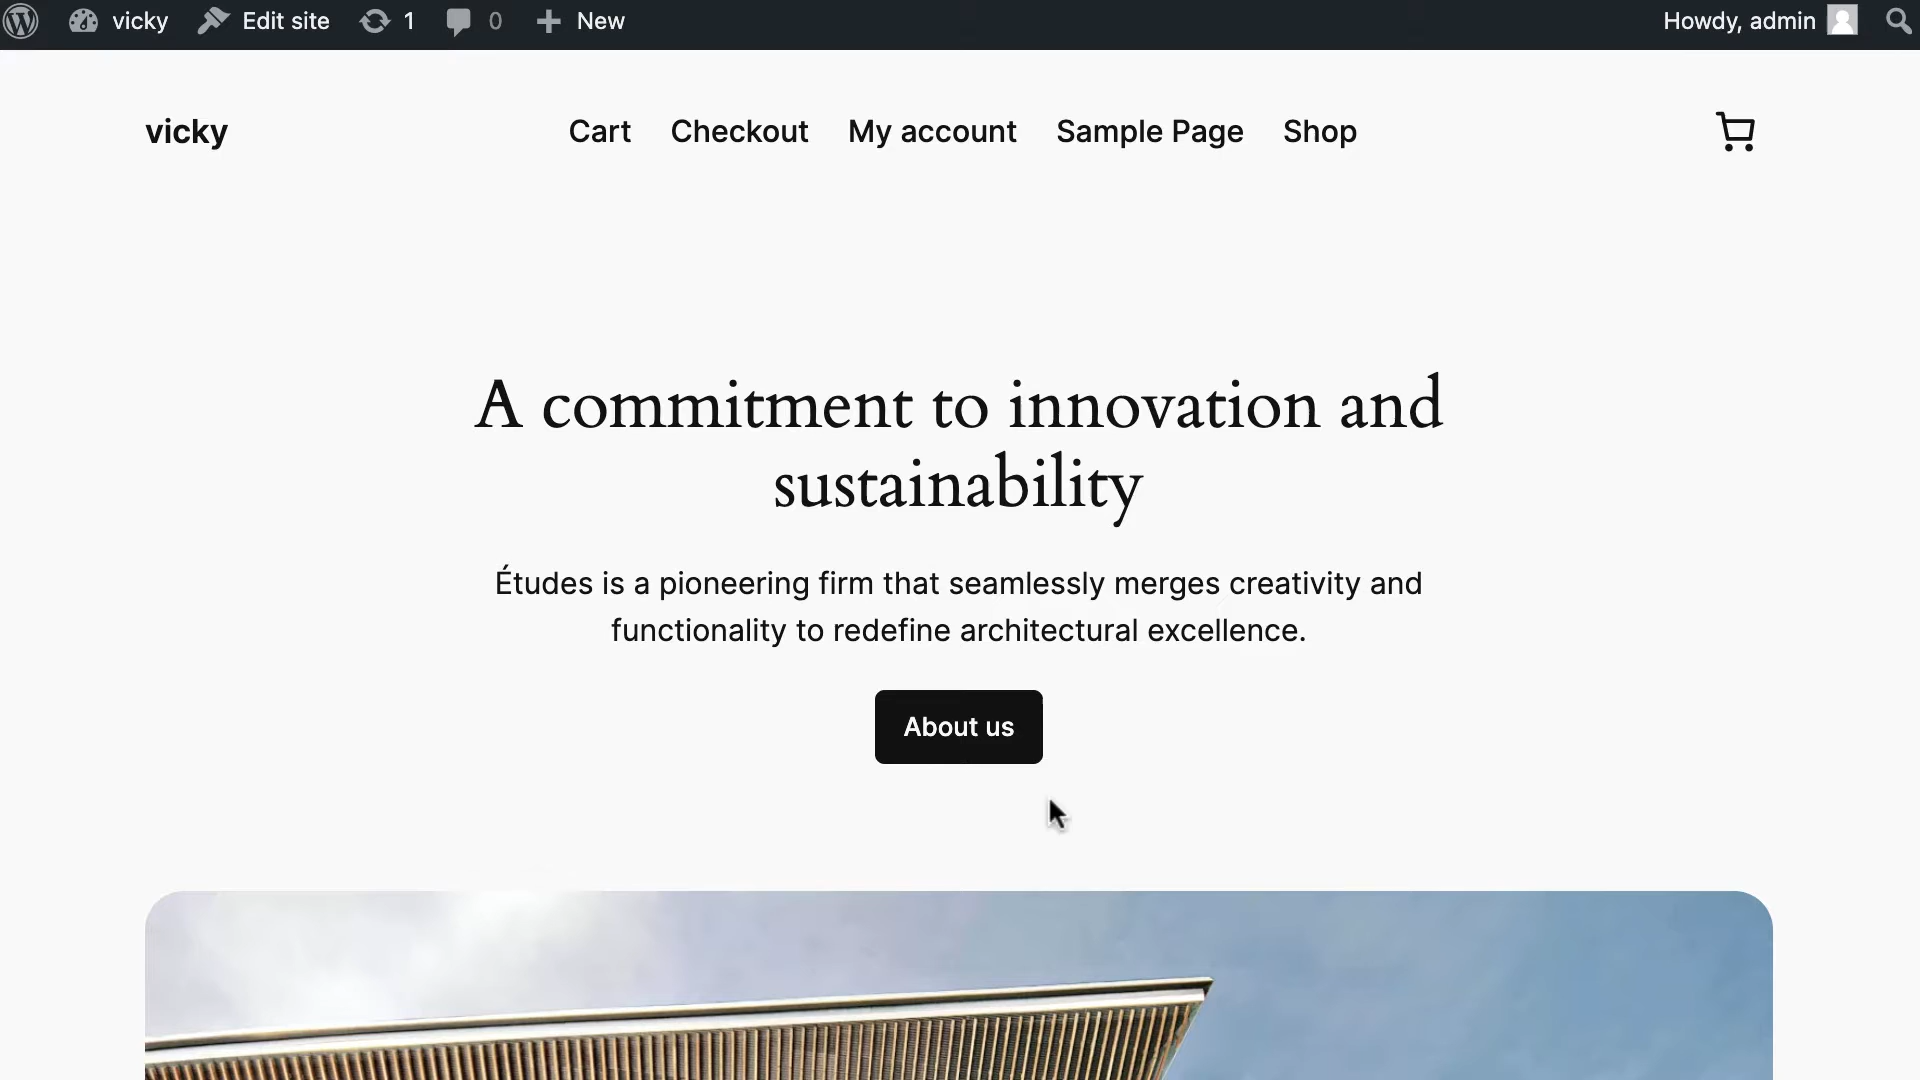 vicky Edit site 1 0 New Howdy, admin
vicky Cart Checkout My account Sample Page Shop
A commitment to innovation and
sustainability
Études is a pioneering firm that seamlessly merges creativity and
functionality to redefine architectural excellence.
About us